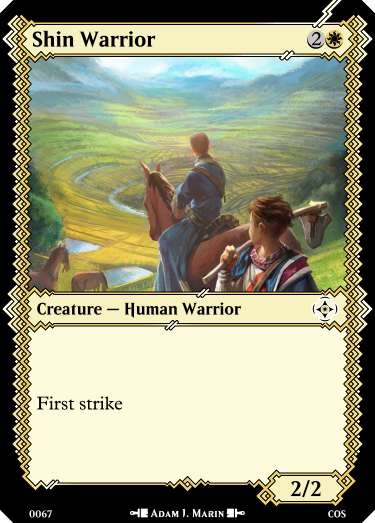 Shin Warrior 2
Creature — Human Warrior
First strike
2/2
0067 Adam J. Marin COS